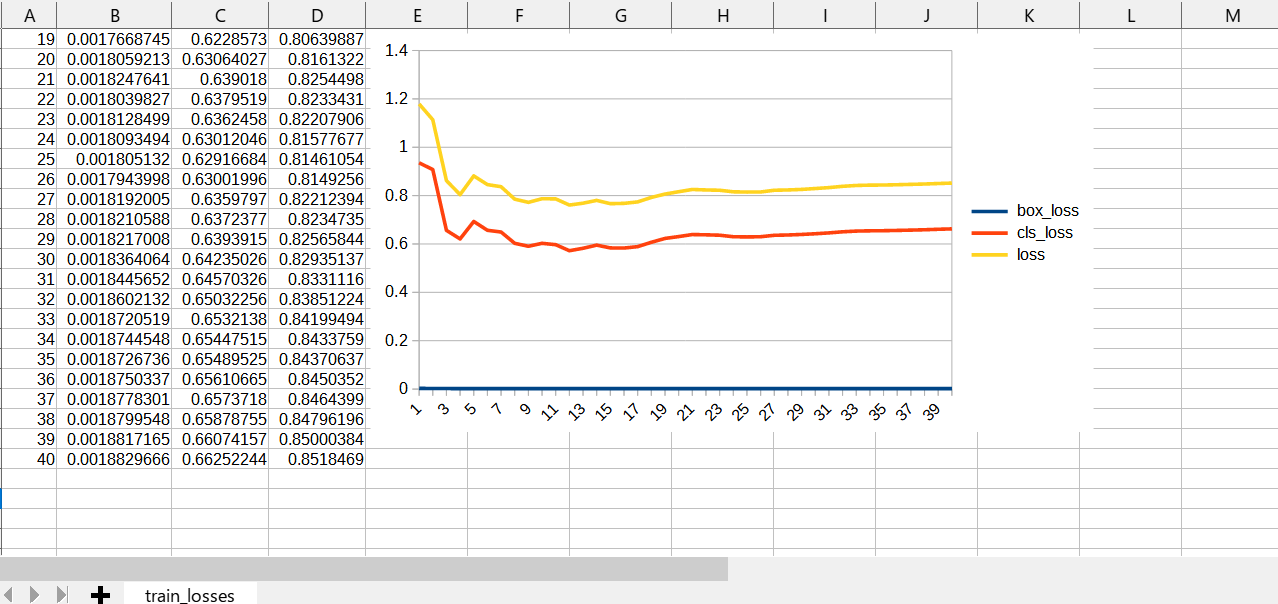 A B C D E F G H I J K L M
19 0.0017668745 0.6228573 0.80639887
20 0.0018059213 0.63064027 0.8161322
21 0.0018247641 0.639018 0.8254498
22 0.0018039827 0.6379519 0.8233431
23 0.0018128499 0.6362458 0.82207906
24 0.0018093494 0.63012046 0.81577677
25 0.001805132 0.62916684 0.81461054
26 0.0017943998 0.63001996 0.8149256
27 0.0018192005 0.6359797 0.82212394
28 0.0018210588 0.6372377 0.8234735
29 0.0018217008 0.6393915 0.82565844
30 0.0018364064 0.64235026 0.82935137
31 0.0018445652 0.64570326 0.8331116
32 0.0018602132 0.65032256 0.83851224
33 0.0018720519 0.6532138 0.84199494
34 0.0018744548 0.65447515 0.8433759
35 0.0018726736 0.65489525 0.84370637
36 0.0018750337 0.65610665 0.8450352
37 0.0018778301 0.6573718 0.8464399
38 0.0018799548 0.65878755 0.84796196
39 0.0018817165 0.66074157 0.85000384
40 0.0018829666 0.66252244 0.8518469
1.4
1.2
1
0.8
0.6
0.4
0.2
0
1 3 5 7 9 11 13 15 17 19 21 23 25 27 29 31 33 35 37 39
box_loss
cls_loss
loss
train_losses